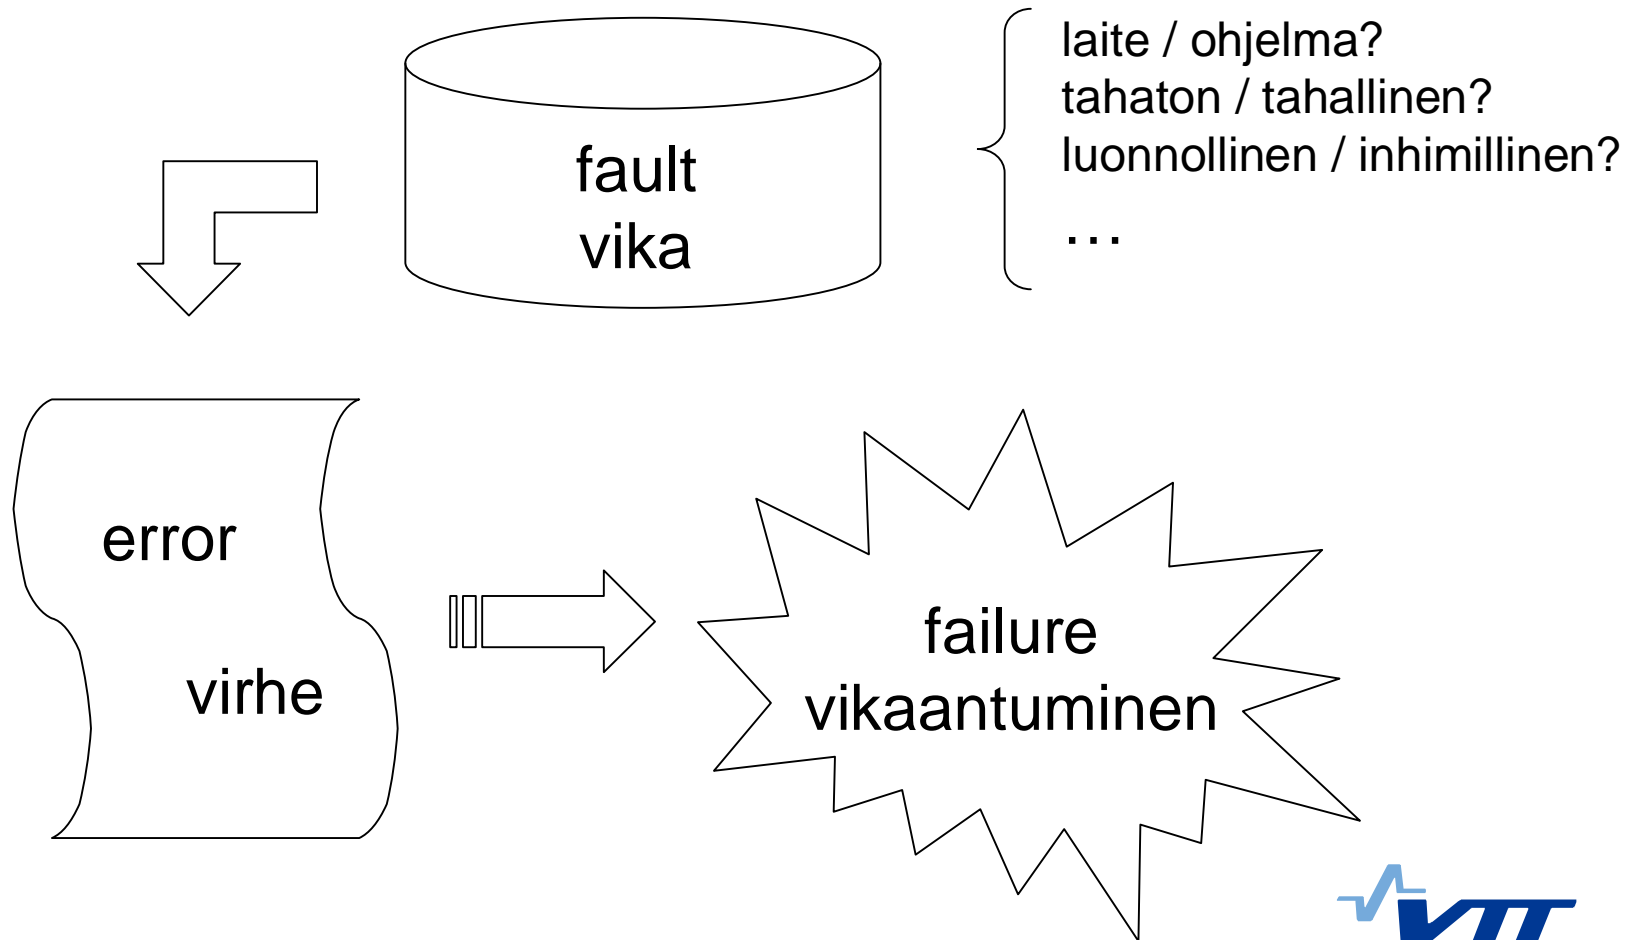 laite / ohjelma?
tahaton / tahallinen?
luonnollinen / inhimillinen?
…
fault
vika
error
virhe
failure
vikaantuminen
VTT